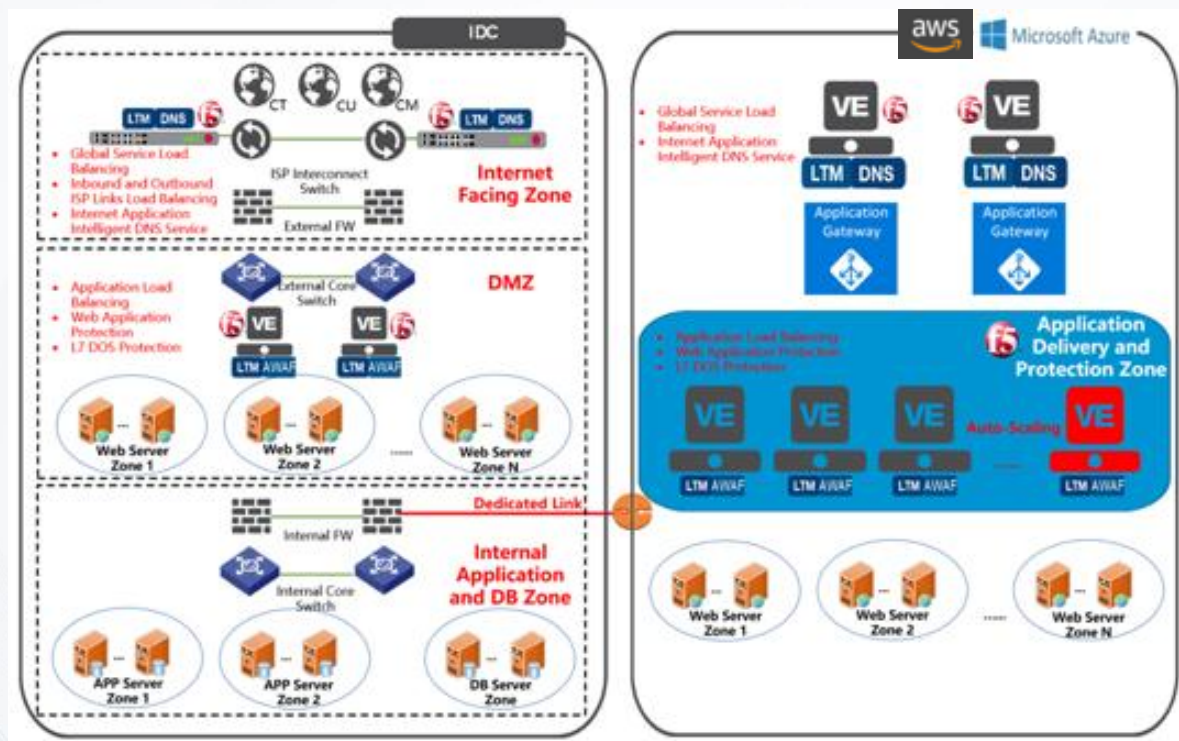 IDC
CT
CU
CM
LTM DNS
f5
f5
LTM DNS
• Global Service Load
Balancing
• Inbound and Outbound
ISP Links Load Balancing
• Internet Application
Intelligent DNS Service
ISP Interconnect
Switch
External FW
Internet
Facing Zone
• Application Load
Balancing
• Web Application
Protection
• L7 DOS Protection
External Core
Switch
DMZ
f5
VE
LTM AWAF
VE
f5
LTM AWAF
Web Server
Zone 1
Web Server
Zone 2
......
Web Server
Zone N
Internal FW
Dedicated Link
Internal Core
Switch
Internal
Application
and DB Zone
APP Server
Zone 1
APP Server
Zone 2
DB Server
Zone
aws
Microsoft Azure
• Global Service Load
Balancing
• Internet Application
Intelligent DNS Service
VE
f5
LTM DNS
f5
VE
LTM DNS
Application
Gateway
Application
Gateway
• Application Load Balancing
• Web Application Protection
• L7 DOS Protection
f5
Application
Delivery and
Protection Zone
VE
LTM AWAF
VE
LTM AWAF
VE
LTM AWAF
Auto-Scaling
......
VE
LTM AWAF
Web Server
Zone 1
Web Server
Zone 2
......
Web Server
Zone N